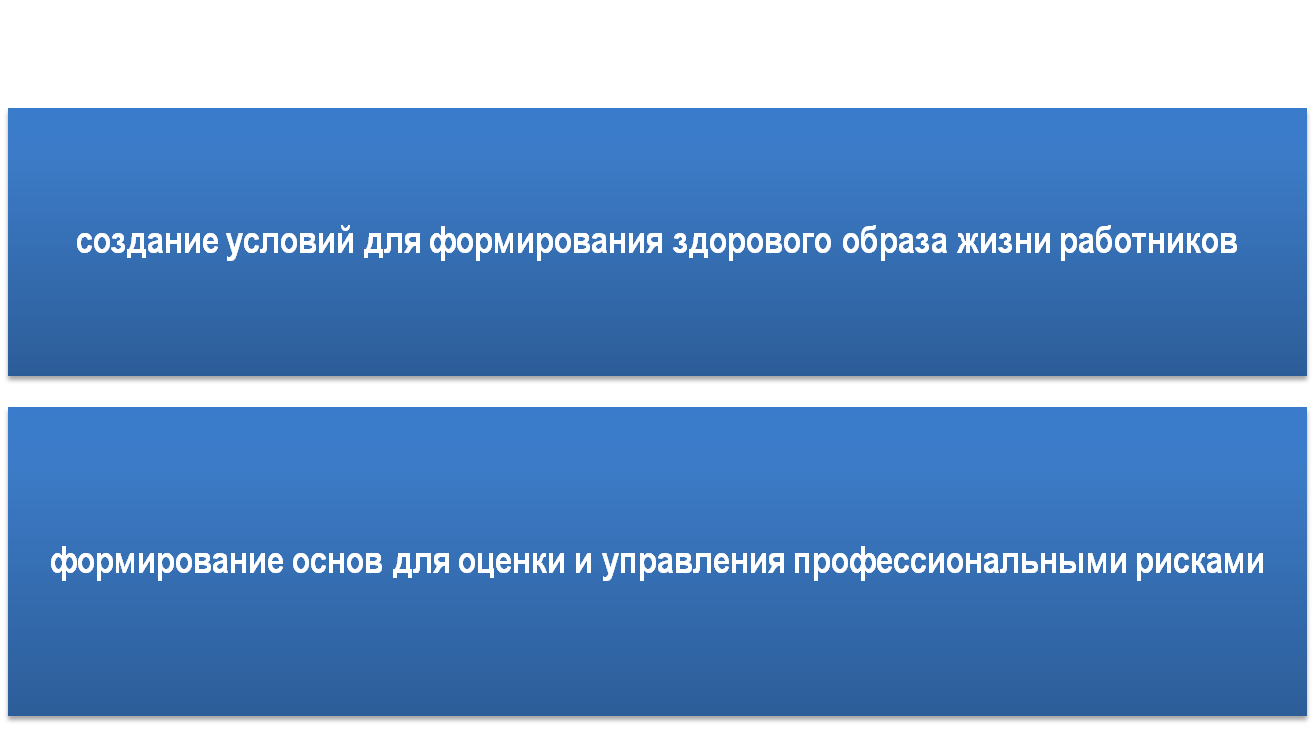 создание условий для формирования здорового образа жизни работников
формирование основ для оценки и управления профессиональными рисками